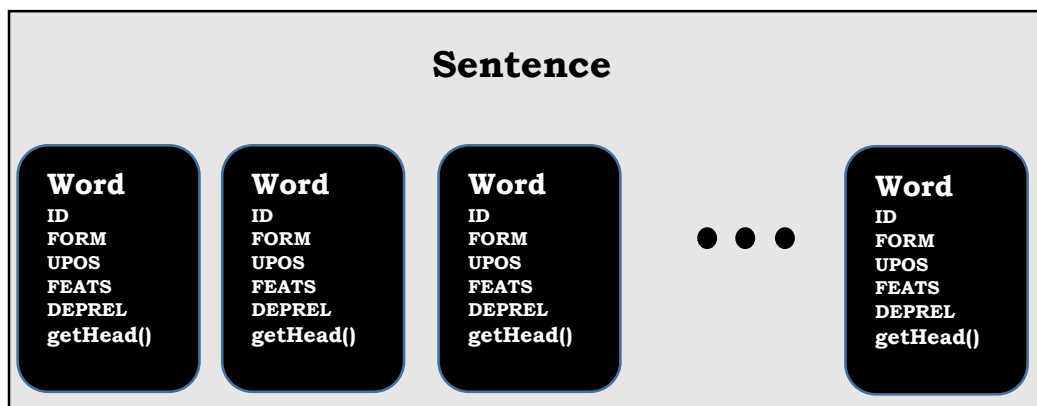 Sentence
Word
ID
FORM
UPOS
FEATS
DEPREL
getHead()
Word
ID
FORM
UPOS
FEATS
DEPREL
getHead()
Word
ID
FORM
UPOS
FEATS
DEPREL
getHead()
Word
ID
FORM
UPOS
FEATS
DEPREL
getHead()